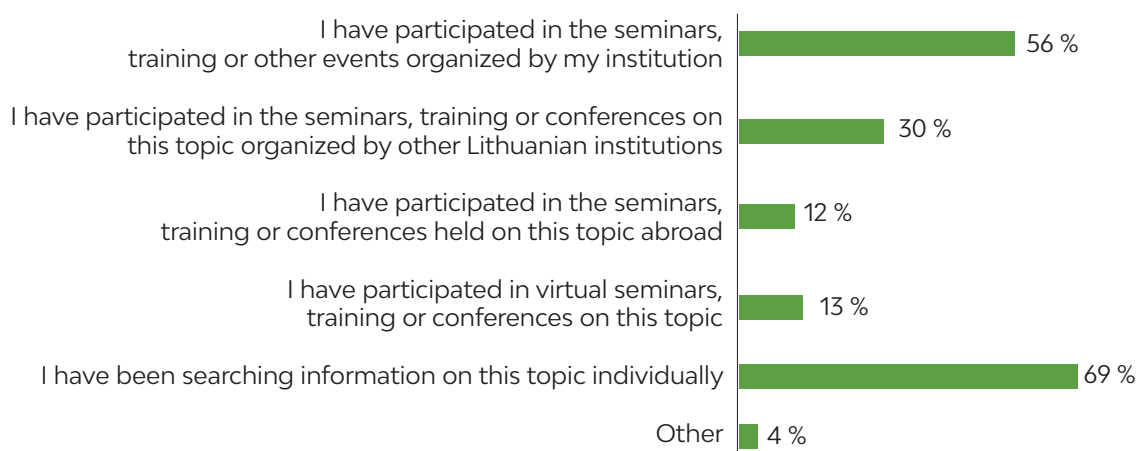 I have participated in the seminars,
training or other events organized by my institution
56 %
I have participated in the seminars, training or conferences on
this topic organized by other Lithuanian institutions
30 %
I have participated in the seminars,
training or conferences held on this topic abroad
12 %
I have participated in virtual seminars,
training or conferences on this topic
13 %
I have been searching information on this topic individually
69 %
Other
4 %